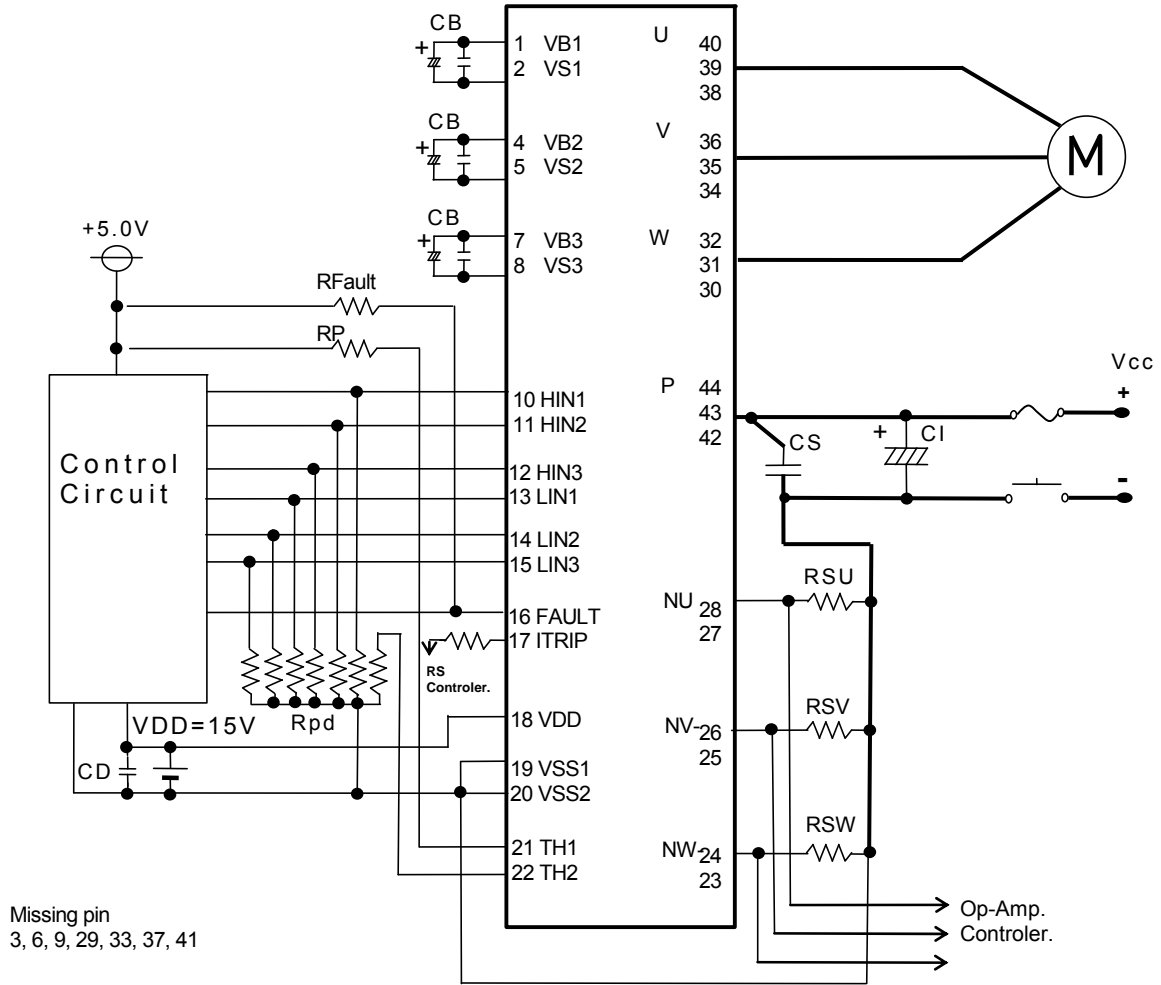 CB
+
1 VB1
2 VS1
CB
+
4 VB2
5 VS2
CB
+
7 VB3
8 VS3
+5.0V
RFault
RP
Control
Circuit
10 HIN1
11 HIN2
12 HIN3
13 LIN1
14 LIN2
15 LIN3
16 FAULT
17 ITRIP
RS
Controler.
Rpd
VDD=15V
CD
18 VDD
19 VSS1
20 VSS2
21 TH1
22 TH2
Missing pin
3, 6, 9, 29, 33, 37, 41
U 40
39
38
V 36
35
34
W 32
31
30
M
P 44
43
42
Vcc
+
-
CS
+ CI
NU 28
27
RSU
NV-26
25
RSV
NW-24
23
RSW
Op-Amp.
Controler.